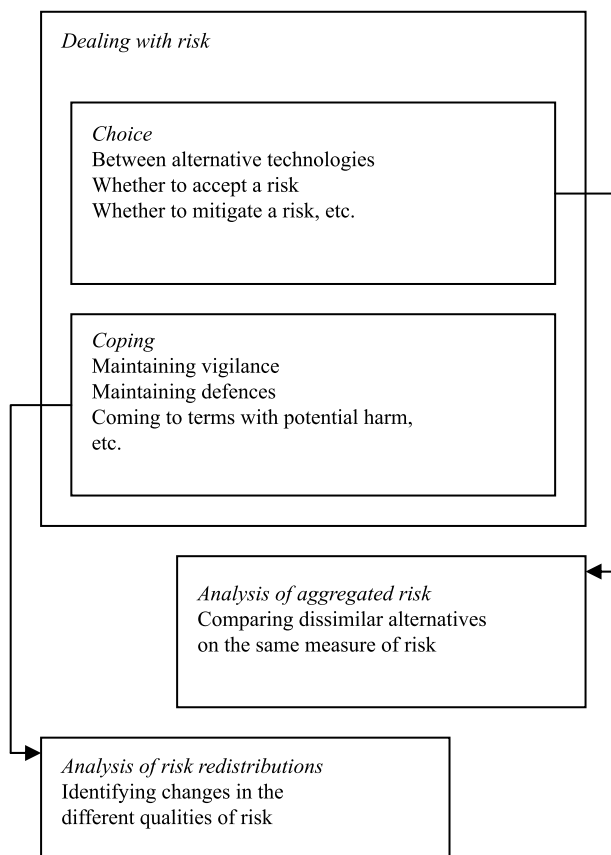 Dealing with risk
Choice
Between alternative technologies
Whether to accept a risk
Whether to mitigate a risk, etc.
Coping
Maintaining vigilance
Maintaining defences
Coming to terms with potential harm,
etc.
Analysis of aggregated risk
Comparing dissimilar alternatives
on the same measure of risk
Analysis of risk redistributions
Identifying changes in the
different qualities of risk